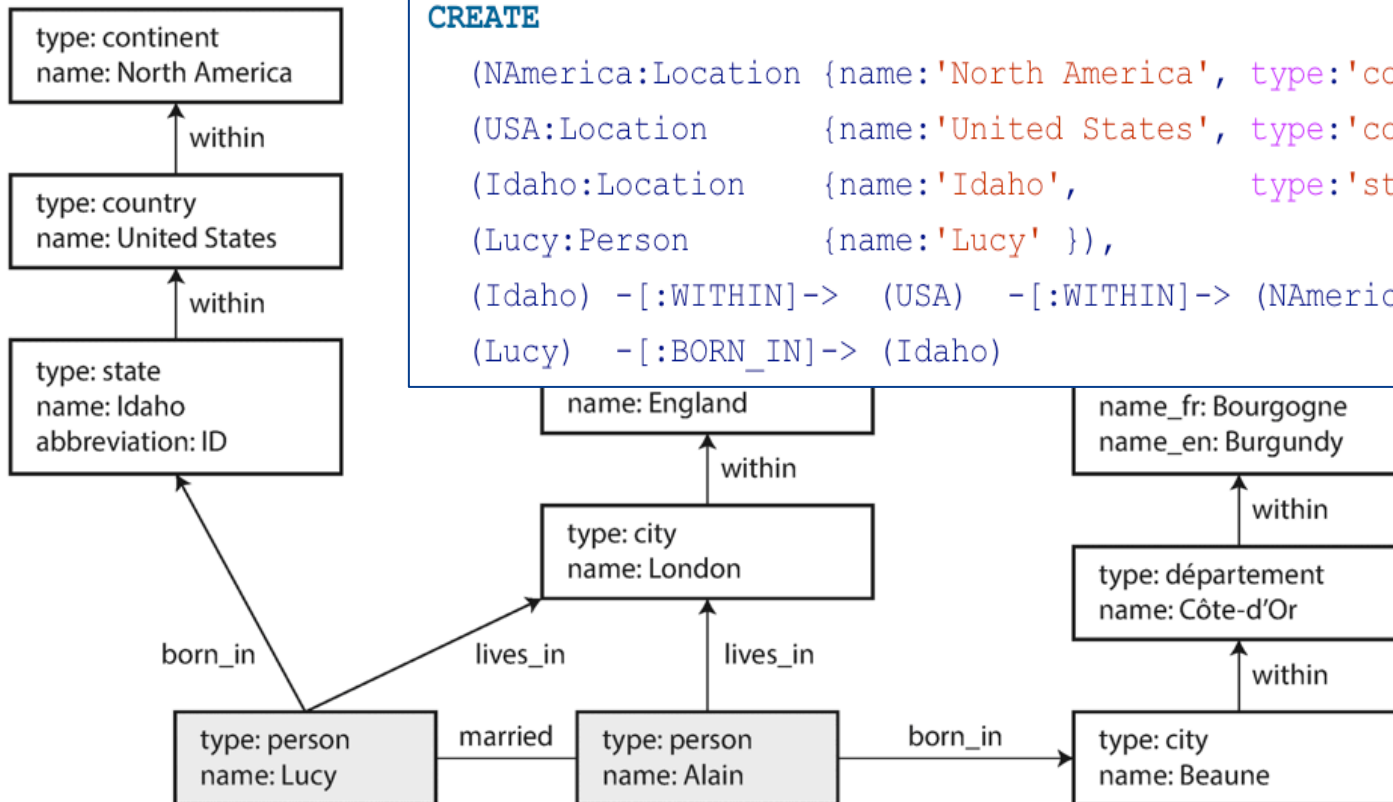 type: continent
name: North America
within
type: country
name: United States
within
type: state
name: Idaho
abbreviation: ID
CREATE
(NAmerica:Location {name:'North America', type:'co
(USA:Location {name:'United States', type:'co
(Idaho:Location {name:'Idaho', type:'st
(Lucy:Person {name:'Lucy' }),
(Idaho) -[:WITHIN]-> (USA) -[:WITHIN]-> (NAmeric
(Lucy) -[:BORN_IN]-> (Idaho)
name: England
within
type: city
name: London
name_fr: Bourgogne
name_en: Burgundy
within
type: département
name: Côte-d'Or
within
born_in
lives_in
lives_in
type: person
name: Lucy
married
type: person
name: Alain
born_in
type: city
name: Beaune